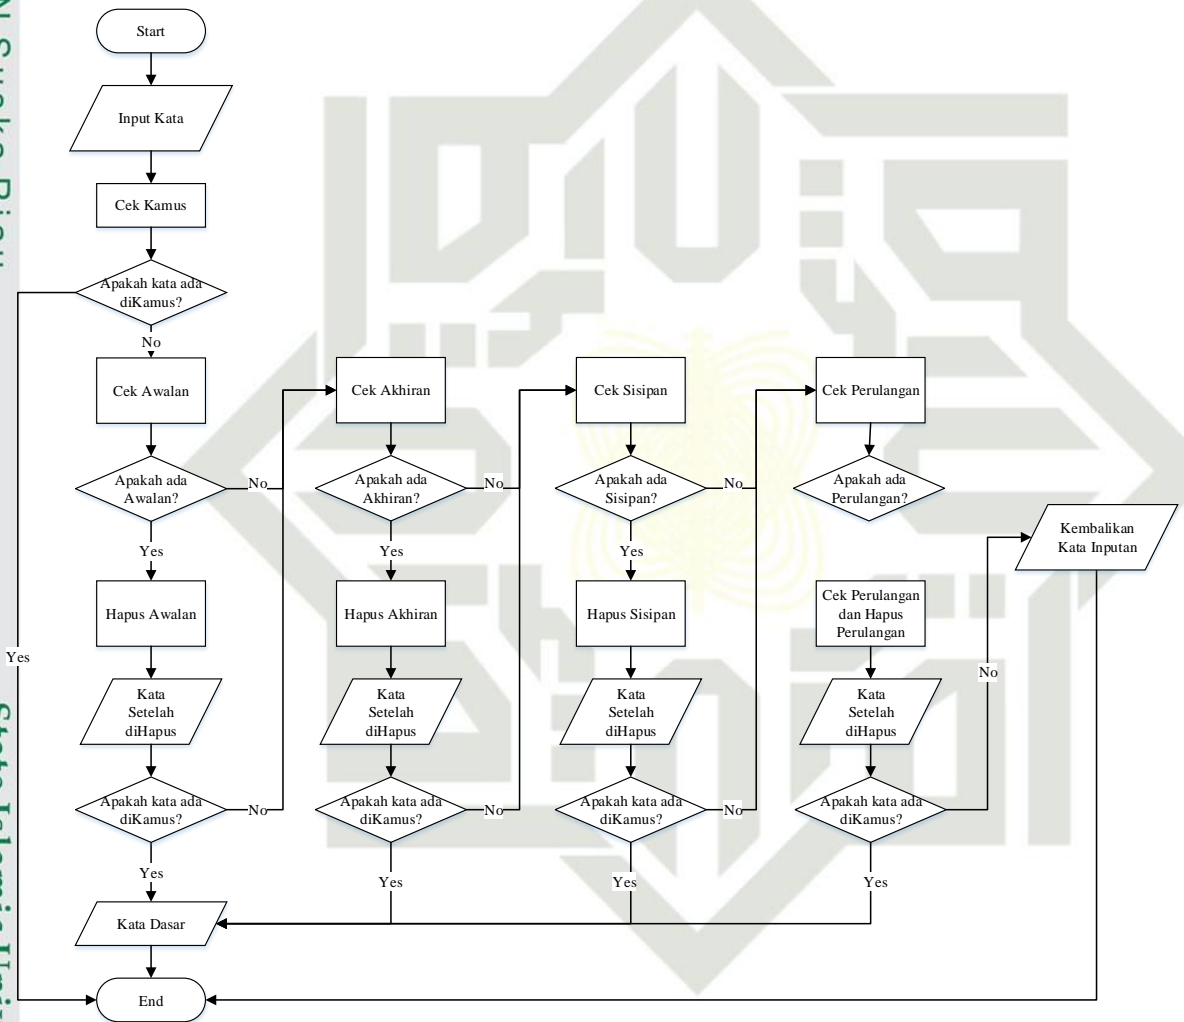 Start
Input Kata
Cek Kamus
Apakah kata ada
diKamus?
No
Yes
Cek Awalan
Apakah ada
Awalan?
No
Yes
Hapus Awalan
Kata
Setelah
diHapus
Apakah kata ada
diKamus?
No
Yes
Kata Dasar
End
Cek Akhiran
Apakah ada
Akhiran?
No
Yes
Hapus Akhiran
Kata
Setelah
diHapus
Apakah kata ada
diKamus?
No
Yes
Cek Sisipan
Apakah ada
Sisipan?
No
Yes
Hapus Sisipan
Kata
Setelah
diHapus
Apakah kata ada
diKamus?
No
Yes
Cek Perulangan
Apakah ada
Perulangan?
Cek Perulangan
dan Hapus
Perulangan
Kata
Setelah
diHapus
Apakah kata ada
diKamus?
No
Yes
Kembalikan
Kata Inputan